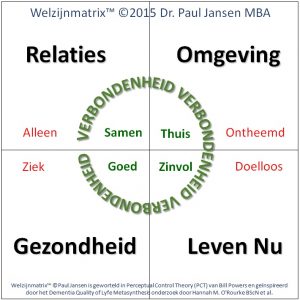 Welzijnmatrix™ ©2015 Dr. Paul Jansen MBA
Relaties Omgeving
VERBONDENHEID VERBONDENHEID VERBONDENHEID
Alleen Samen Thuis Ontheemd
Ziek Goed Zinvol Doelloos
Gezondheid Leven Nu
Welzijnmatrix™ ©Paul Jansen is geworteld in Perceptual Control Theory (PCT) van Bill Powers en geïnspireerd
door het Dementia Quality of Lyfe Metasynthesis onderzoek door Hannah M. O'Rourke BScN et al.